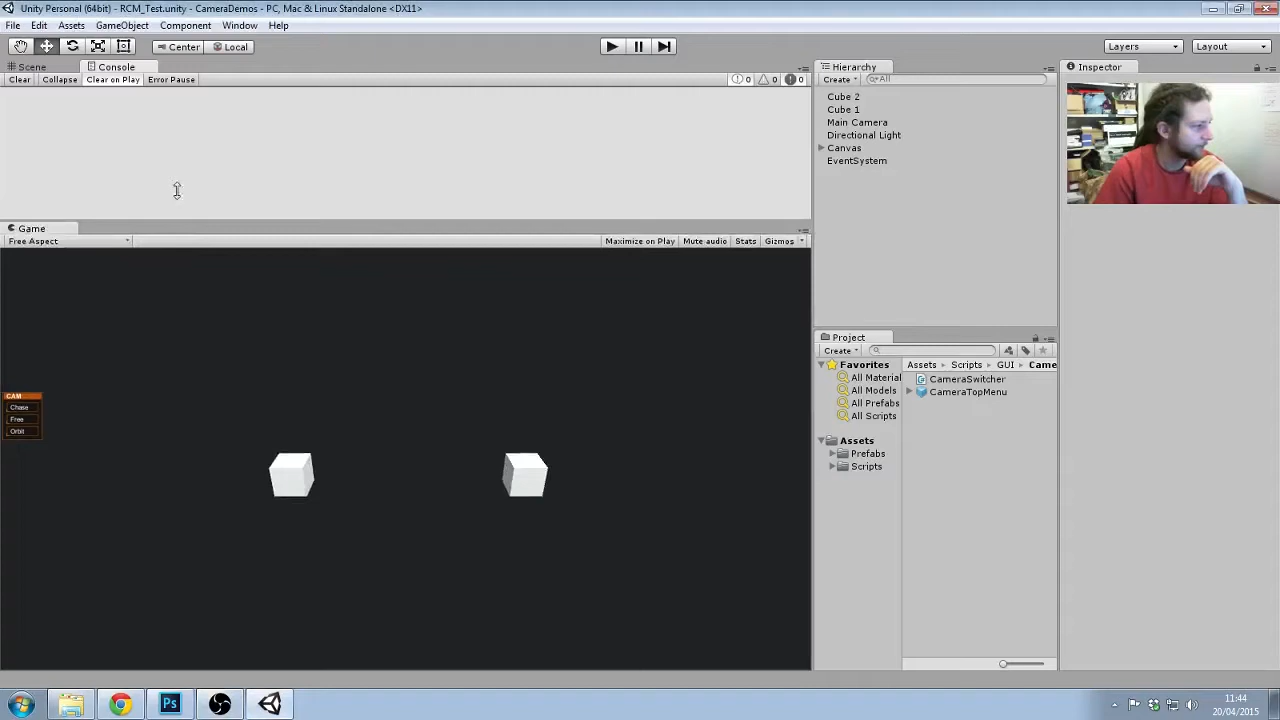 Unity Personal (64bit) - RCM_Test.unity - CameraDemos - PC, Mac & Linux Standalone <DX11>
File Edit Assets GameObject Component Window Help
Center Local Layers Layout
Scene Console
Clear Collapse Clear on Play Error Pause 0 0 0
Game
Free Aspect Maximize on Play Mute audio Stats Gizmos
CAM
Chase
Free
Orbit
Hierarchy
Create All
Cube 2
Cube 1
Main Camera
Directional Light
Canvas
EventSystem
Project
Create
Favorites
All Material
All Models
All Prefabs
All Scripts
Assets
Prefabs
Scripts
Assets Scripts GUI Came
CameraSwitcher
CameraTopMenu
Inspector
Ps
11:44
20/04/2015